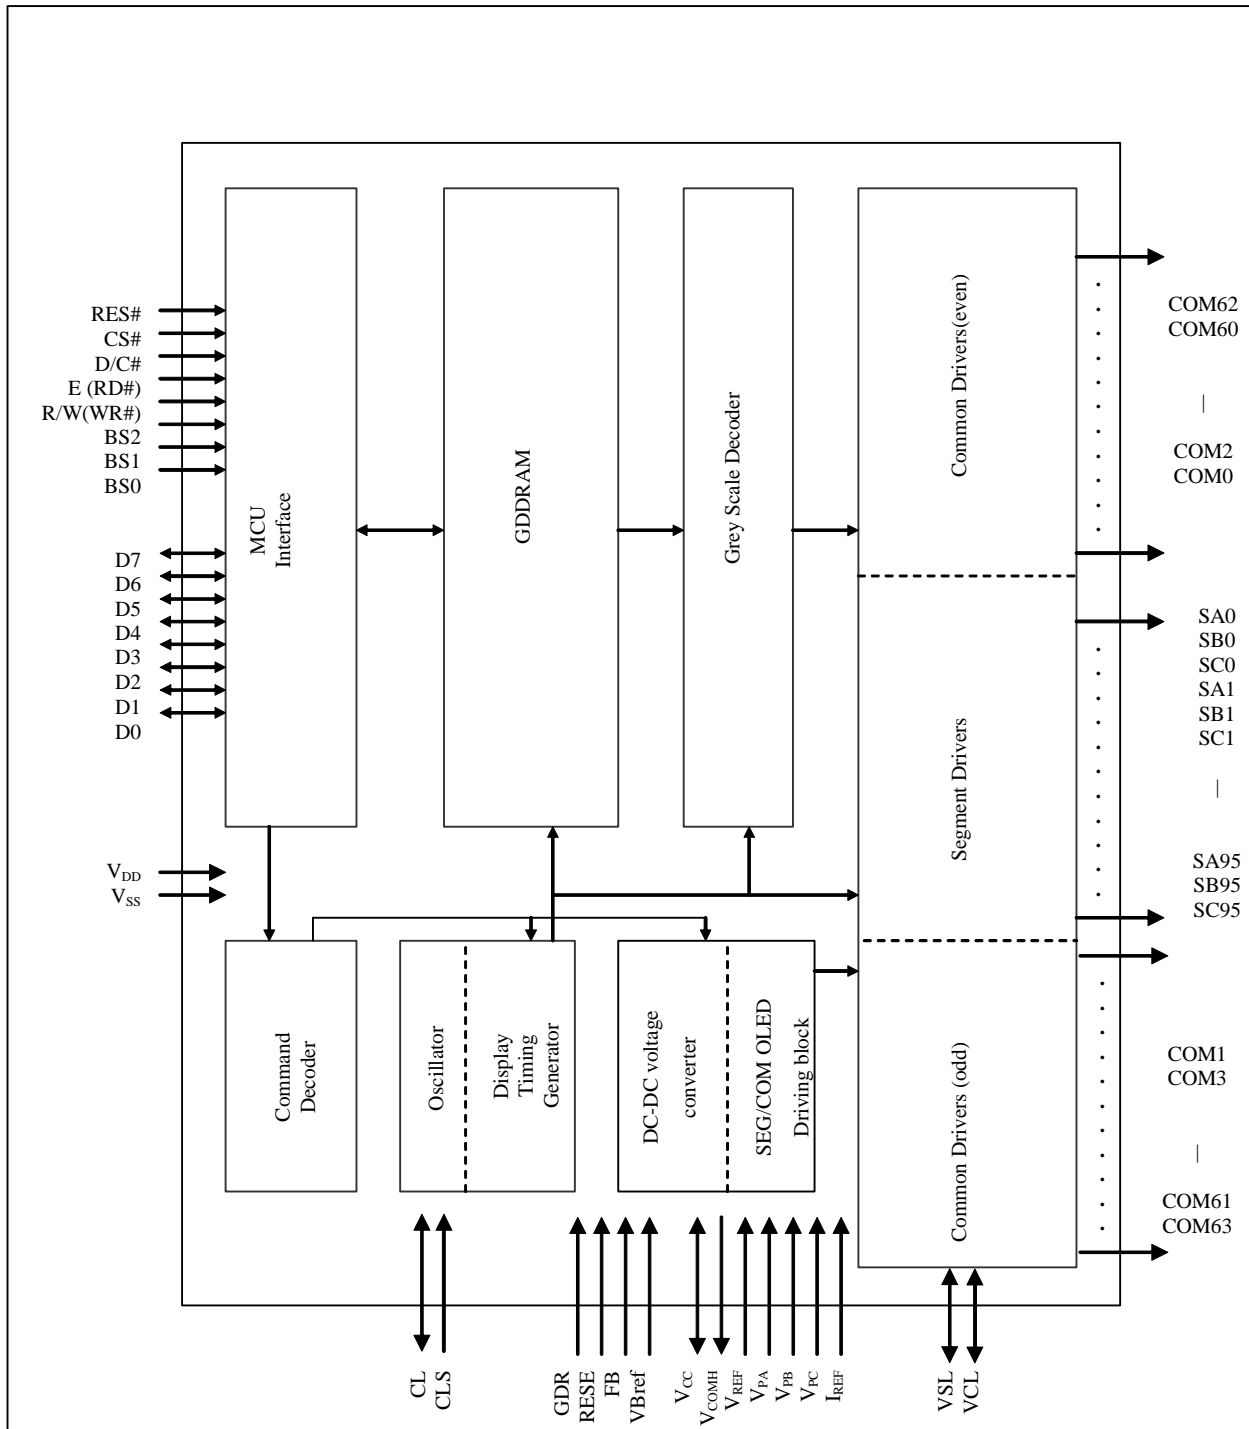 RES#
CS#
D/C#
E (RD#)
R/W(WR#)
BS2
BS1
BS0
D7
D6
D5
D4
D3
D2
D1
D0
VDD
VSS
MCU
Interface
GDDRAM
Grey Scale Decoder
Common Drivers(even)
Segment Drivers
Common Drivers (odd)
Command
Decoder
Oscillator
Display
Timing
Generator
DC-DC voltage
converter
SEG/COM OLED
Driving block
COM62
COM60
|
COM2
COM0
SA0
SB0
SC0
SA1
SB1
SC1
|
SA95
SB95
SC95
COM1
COM3
|
COM61
COM63
CL
CLS
GDR
RESE
FB
VBref
VCC
VCOMH
VREF
VPA
VPB
VPC
IREF
VSL
VCL